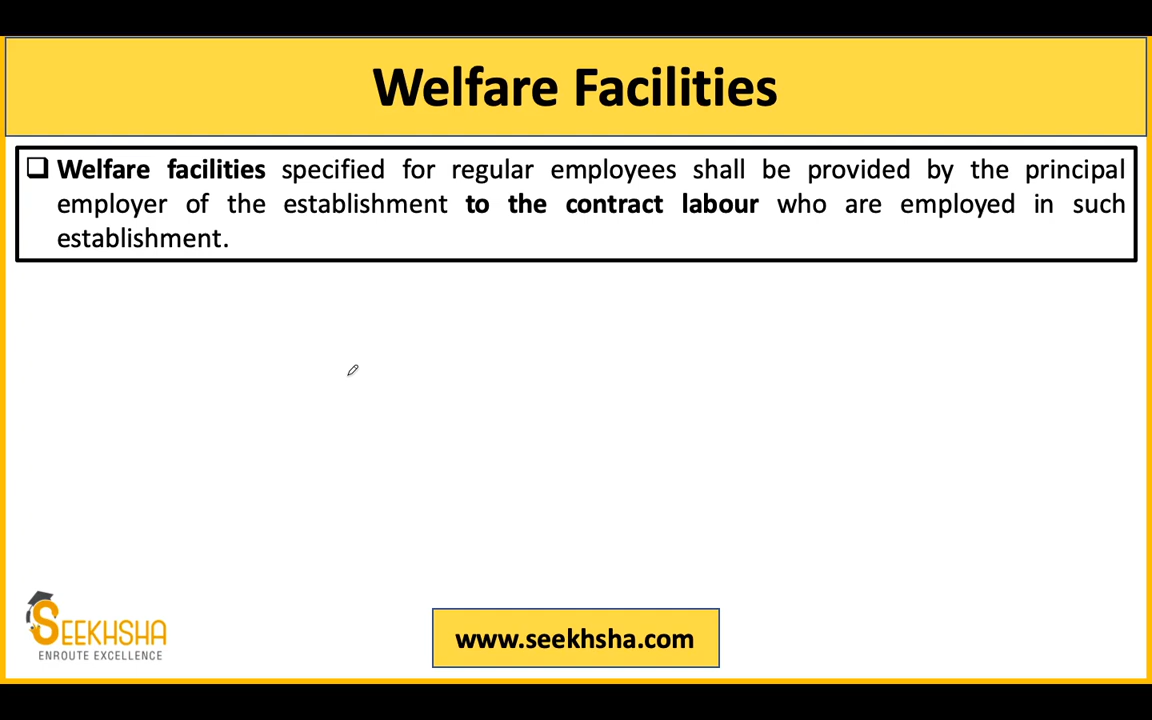 Welfare Facilities
Welfare facilities specified for regular employees shall be provided by the principal
employer of the establishment to the contract labour who are employed in such
establishment.
SEEKHSHA
ENROUTE EXCELLENCE
www.seekhsha.com